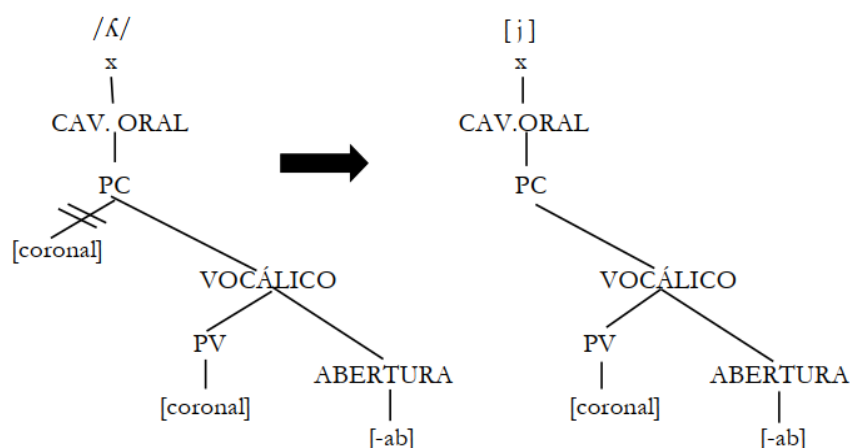 /ʎ/ [ j ]
x x
CAV. ORAL CAV.ORAL
PC PC
[coronal]
VOCÁLICO VOCÁLICO
PV PV
ABERTURA ABERTURA
[coronal] [coronal]
[-ab] [-ab]